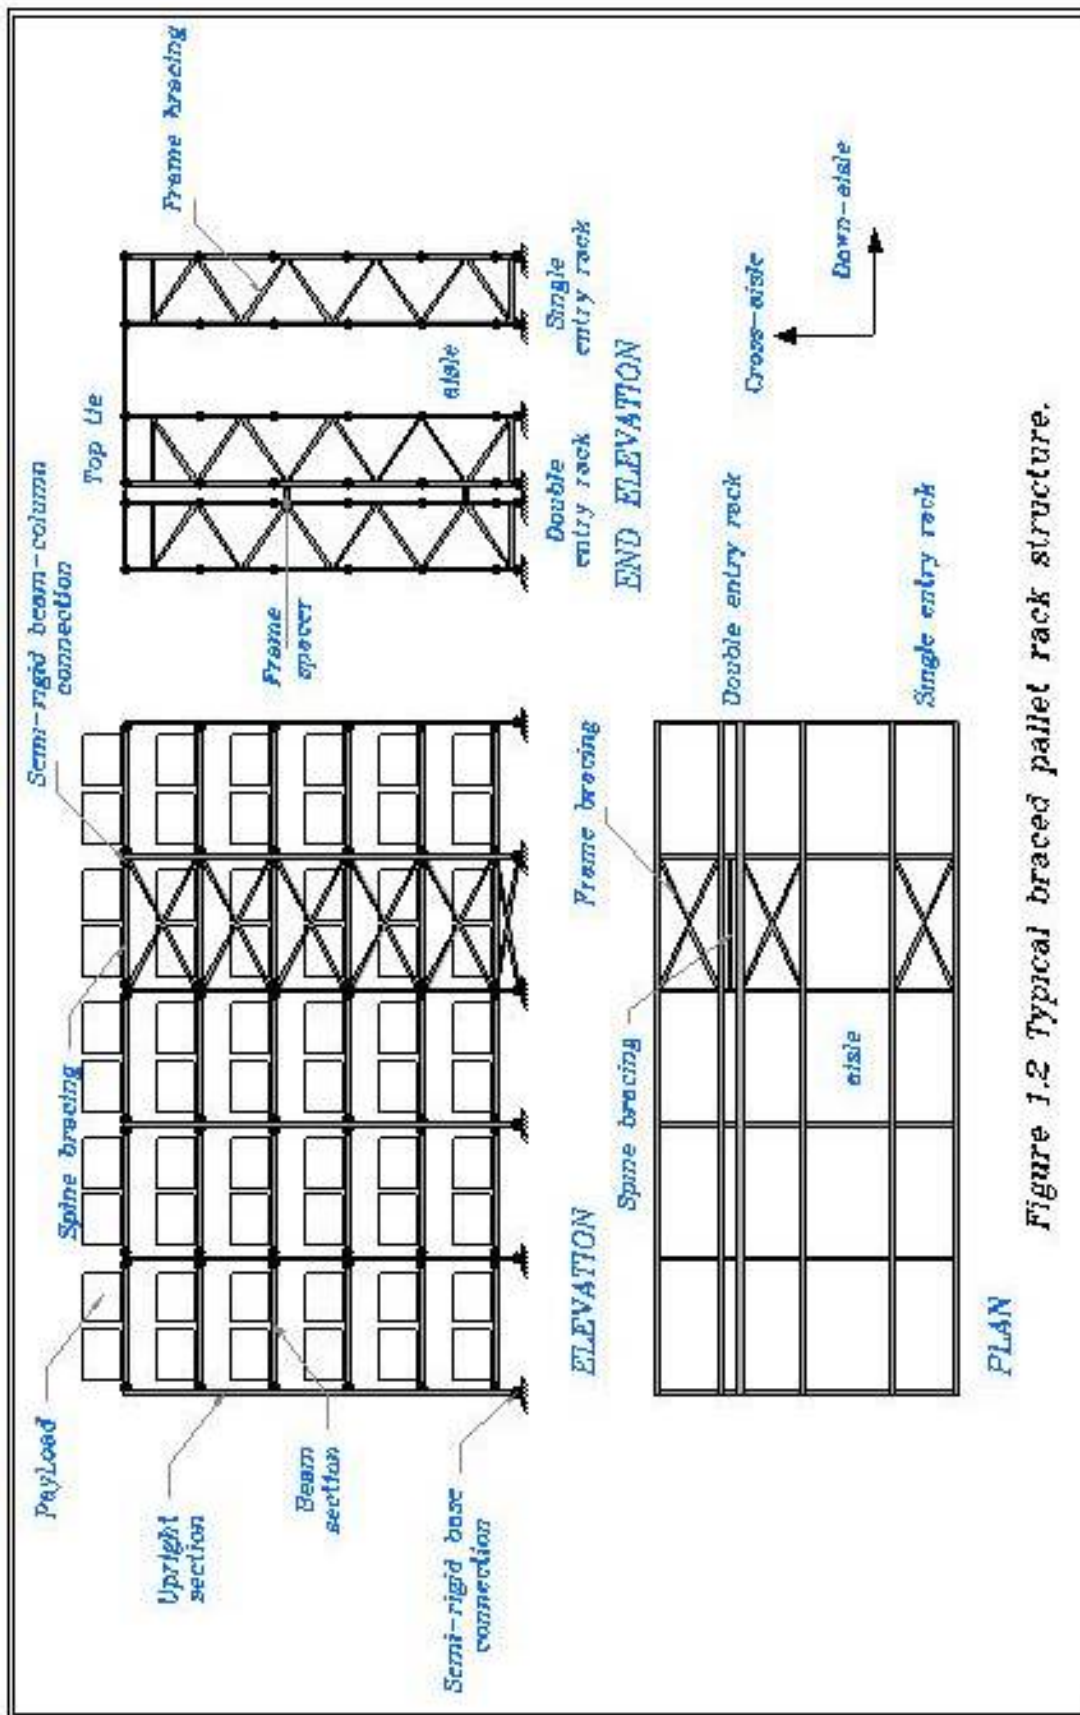 PayLoad
Upright
section
Beam
section
Semi-rigid base
connection
Spine bracing
Semi-rigid beam-column
connection
ELEVATION
Top tie
Frame bracing
Frame
spacer
aisle
Double
entry rack
Single
entry rack
END ELEVATION
Spine bracing
Frame bracing
Double entry rack
aisle
Single entry rack
PLAN
Cross-aisle
Down-aisle
Figure 1.2 Typical braced pallet rack structure.